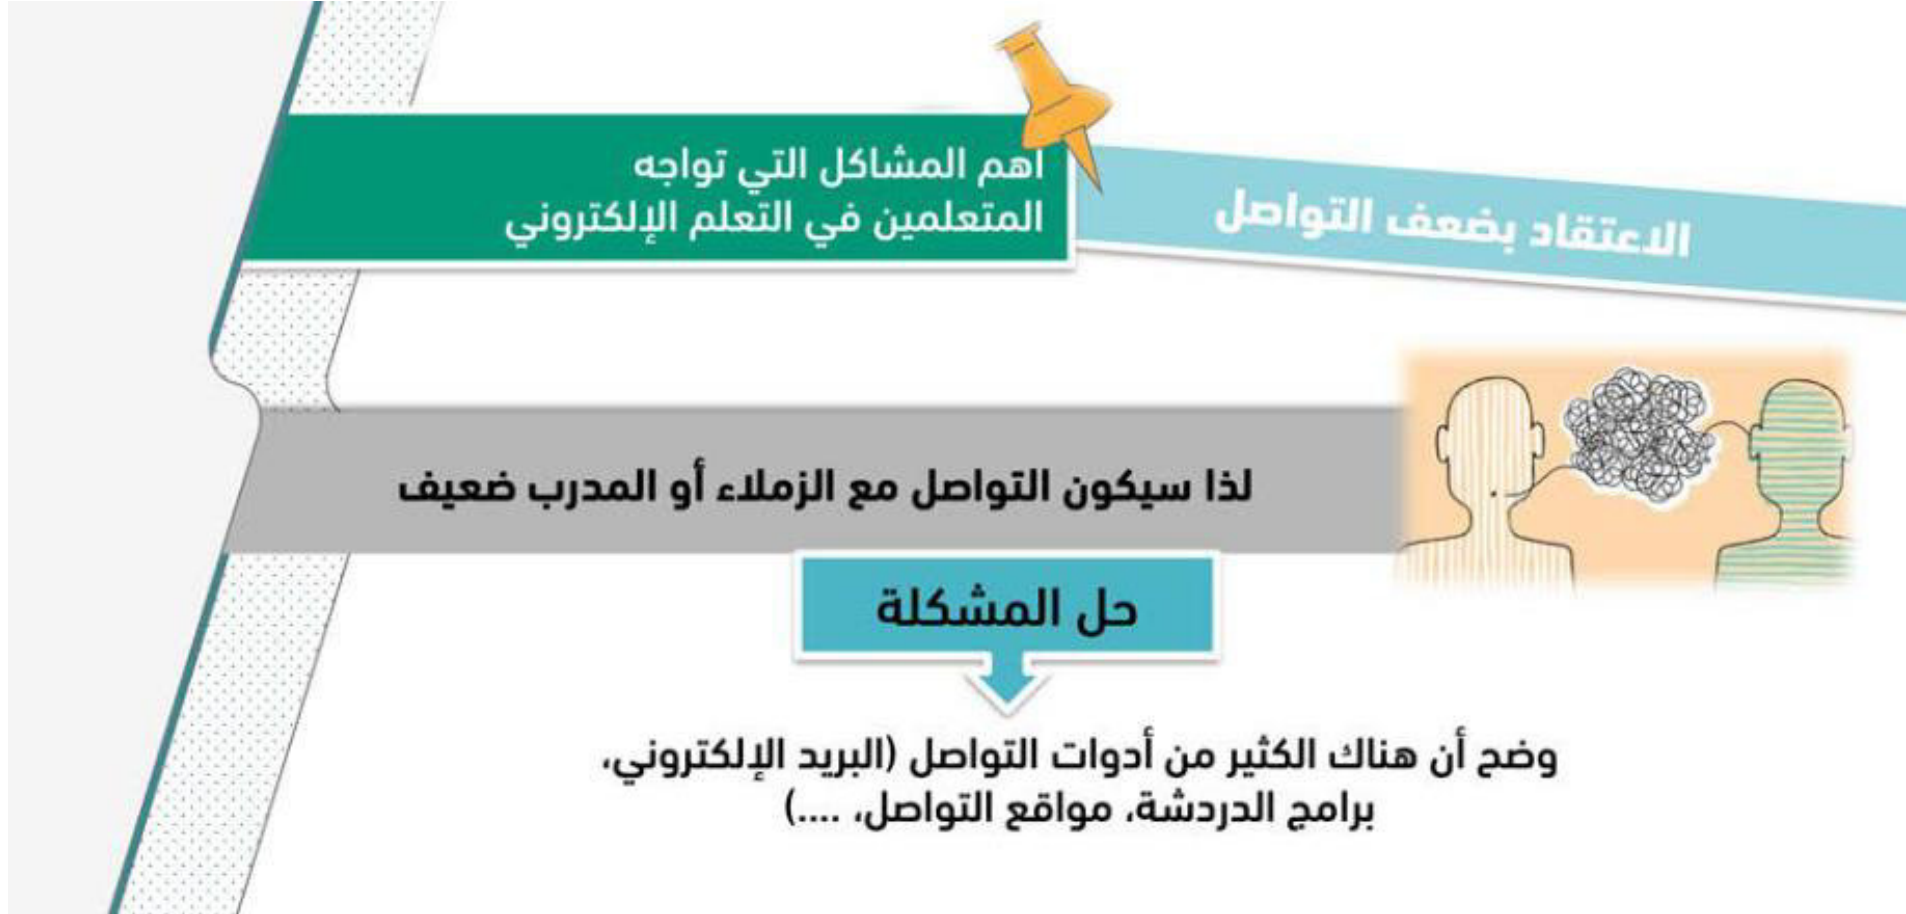 الاعتقاد بضعف التواصل
أهم المشاكل التي تواجه
المتعلمين في التعلم الإلكتروني
لذا سيكون التواصل مع الزملاء أو المدرب ضعيف
حل المشكلة
وضح أن هناك الكثير من أدوات التواصل (البريد الإلكتروني،
برامج الدردشة، مواقع التواصل، ....)